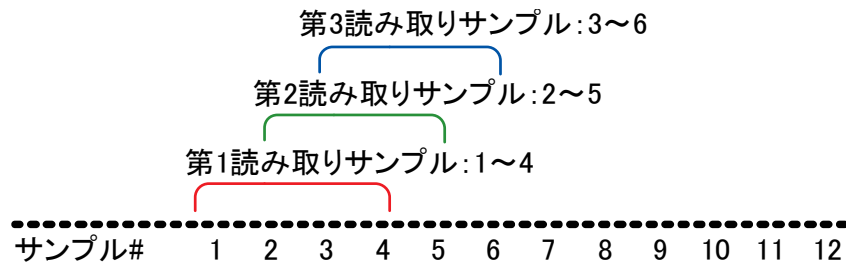 第3読み取りサンプル:3～6
第2読み取りサンプル:2～5
第1読み取りサンプル:1～4
サンプル# 1 2 3 4 5 6 7 8 9 10 11 12